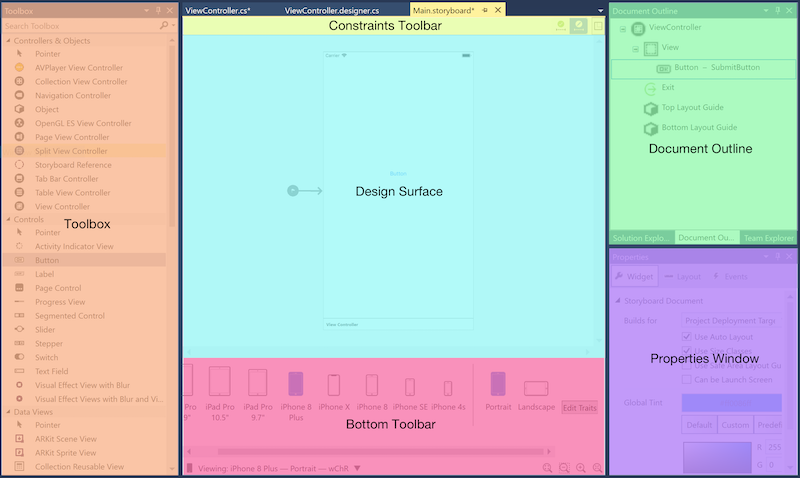 Toolbox
Search Toolbox
Controllers & Objects
Pointer
AVPlayer View Controller
Collection View Controller
Navigation Controller
Object
OpenGL ES View Controller
Page View Controller
Split View Controller
Storyboard Reference
Tab Bar Controller
Table View Controller
View Controller
Controls
Toolbox
Pointer
Activity Indicator View
Button
Label
Page Control
Progress View
Segmented Control
Slider
Stepper
Switch
Text Field
Visual Effect View with Blur
Visual Effect Views with Blur and Vi...
Data Views
Pointer
ARKit Scene View
ARKit Sprite View
Collection Reusable View
ViewController.cs*
ViewController.designer.cs
Main.storyboard*
Constraints Toolbar
Carrier
Button
Design Surface
View Controller
Pro
9"
iPad Pro
10.5"
iPad Pro
9.7"
iPhone 8
Plus
iPhone X
iPhone 8
iPhone SE
iPhone 4s
Portrait
Landscape
Edit Traits
Bottom Toolbar
Viewing: iPhone 8 Plus — Portrait — wChR
Document Outline
ViewController
View
Button – SubmitButton
Exit
Top Layout Guide
Bottom Layout Guide
Document Outline
Solution Explo...
Document Ou...
Team Explorer
Properties
Widget
Layout
Events
Storyboard Document
Builds for
Project Deployment Targ
Use Auto Layout
Use Size Classes
Properties Window
Use Safe Area Layout Gu
Can be Launch Screen
Global Tint
Default
Custom
Predef
R 255
G 0